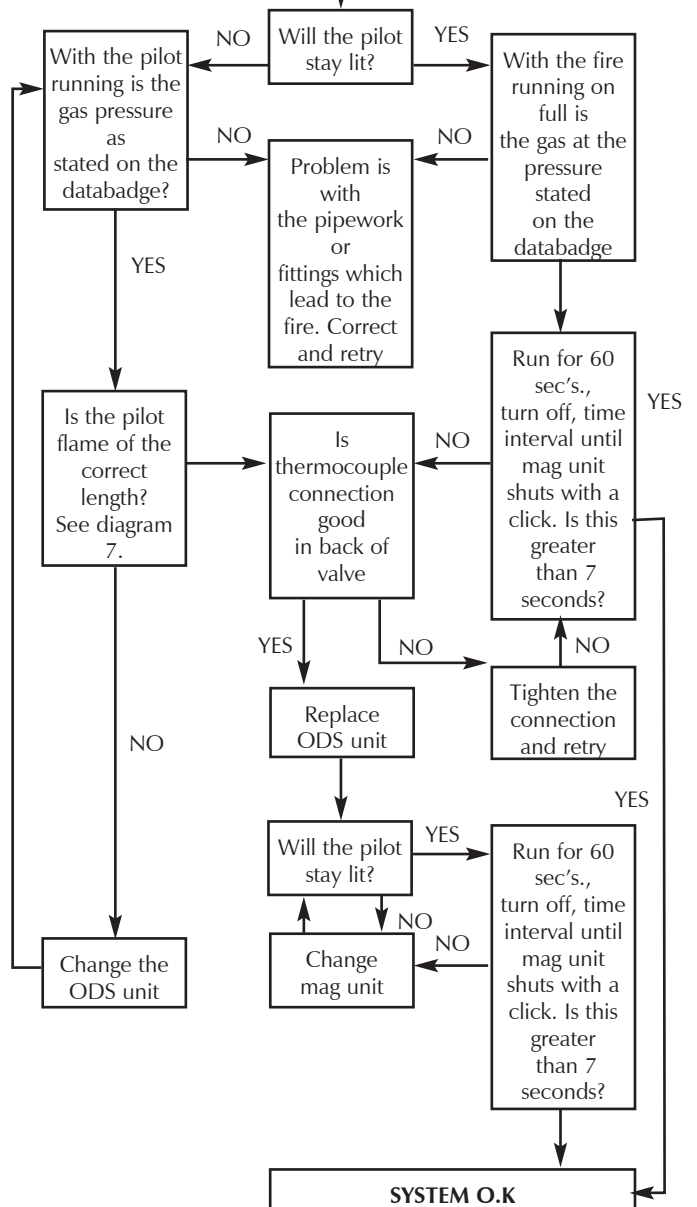 NO
Will the pilot
stay lit?
YES
With the pilot
running is the
gas pressure
as
stated on the
databadge?
With the fire
running on
full is
the gas at the
pressure
stated
on the
databadge
NO
Problem is
with
the pipework
or
fittings which
lead to the
fire. Correct
and retry
NO
YES
Is the pilot
flame of the
correct
length?
See diagram
7.
Is
thermocouple
connection
good
in back of
valve
NO
Run for 60
sec's.,
turn off, time
interval until
mag unit
shuts with a
click. Is this
greater
than 7
seconds?
YES
YES
NO
NO
Tighten the
connection
and retry
Replace
ODS unit
NO
YES
Will the pilot
stay lit?
YES
Run for 60
sec's.,
turn off, time
interval until
mag unit
shuts with a
click. Is this
greater
than 7
seconds?
NO
NO
Change
mag unit
Change the
ODS unit
SYSTEM O.K